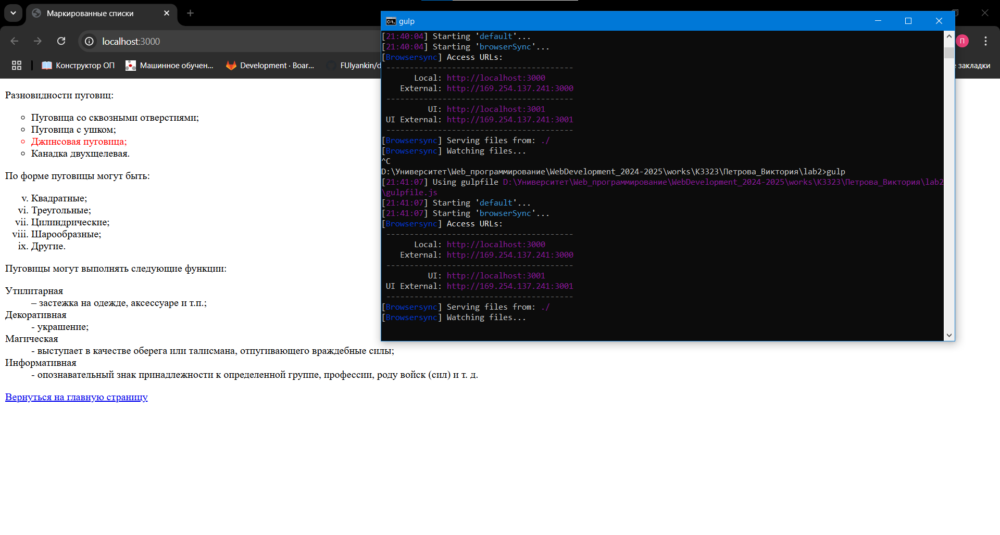 Маркированные списки
localhost:3000
Конструктор ОП
Машинное обучен...
Development · Boar...
FUlyankin/d
закладки
П
Разновидности пуговиц:
Пуговица со сквозными отверстиями;
Пуговица с ушком;
Джинсовая пуговица;
Канадка двухщелевая.
По форме пуговицы могут быть:
v. Квадратные;
vi. Треугольные;
vii. Цилиндрические;
viii. Шарообразные;
ix. Другие.
Пуговицы могут выполнять следующие функции:
Утилитарная
– застежка на одежде, аксессуаре и т.п.;
Декоративная
- украшение;
Магическая
- выступает в качестве оберега или талисмана, отпугивающего враждебные силы;
Информативная
- опознавательный знак принадлежности к определенной группе, профессии, роду войск (сил) и т. д.
Вернуться на главную страницу
gulp
[21:40:04] Starting 'default'...
[21:40:04] Starting 'browserSync'...
[Browsersync] Access URLs:
----------------------------------------
Local: http://localhost:3000
External: http://169.254.137.241:3000
----------------------------------------
UI: http://localhost:3001
UI External: http://169.254.137.241:3001
----------------------------------------
[Browsersync] Serving files from: ./
[Browsersync] Watching files...
^C
D:\Университет\Web_программирование\WebDevelopment_2024-2025\works\K3323\Петрова_Виктория\lab2>gulp
[21:41:07] Using gulpfile D:\Университет\Web_программирование\WebDevelopment_2024-2025\works\K3323\Петрова_Виктория\lab2
\gulpfile.js
[21:41:07] Starting 'default'...
[21:41:07] Starting 'browserSync'...
[Browsersync] Access URLs:
----------------------------------------
Local: http://localhost:3000
External: http://169.254.137.241:3000
----------------------------------------
UI: http://localhost:3001
UI External: http://169.254.137.241:3001
----------------------------------------
[Browsersync] Serving files from: ./
[Browsersync] Watching files...